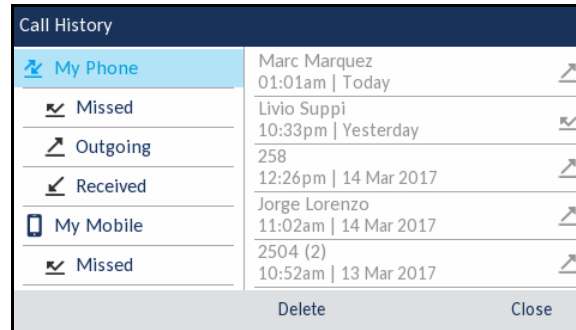 Call History
My Phone
Missed
Outgoing
Received
My Mobile
Missed
Marc Marquez
01:01am | Today
Livio Suppi
10:33pm | Yesterday
258
12:26pm | 14 Mar 2017
Jorge Lorenzo
11:02am | 14 Mar 2017
2504 (2)
10:52am | 13 Mar 2017
Delete
Close